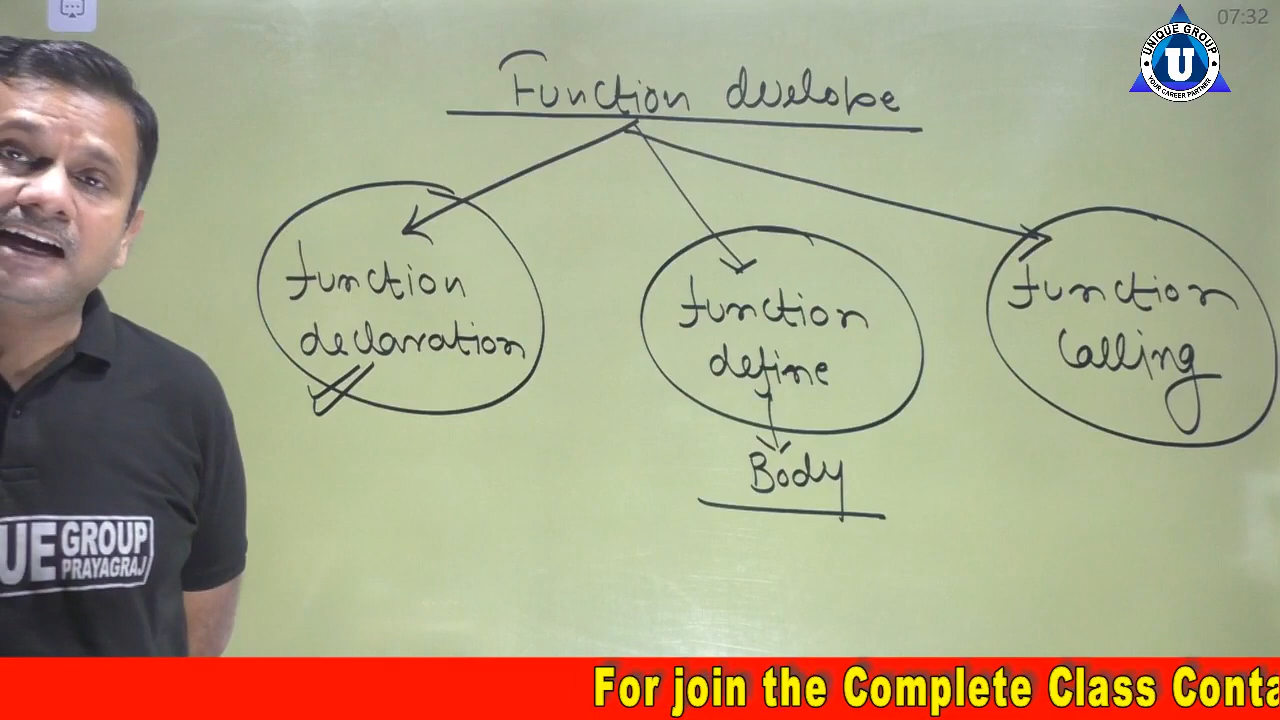 07:32
UNIQUE GROUP
U
YOUR CAREER PARTNER
Function develope
function
declaration
function
define
Body
function
Calling
UE GROUP
PRAYAGRAJ
For join the Complete Class Conta